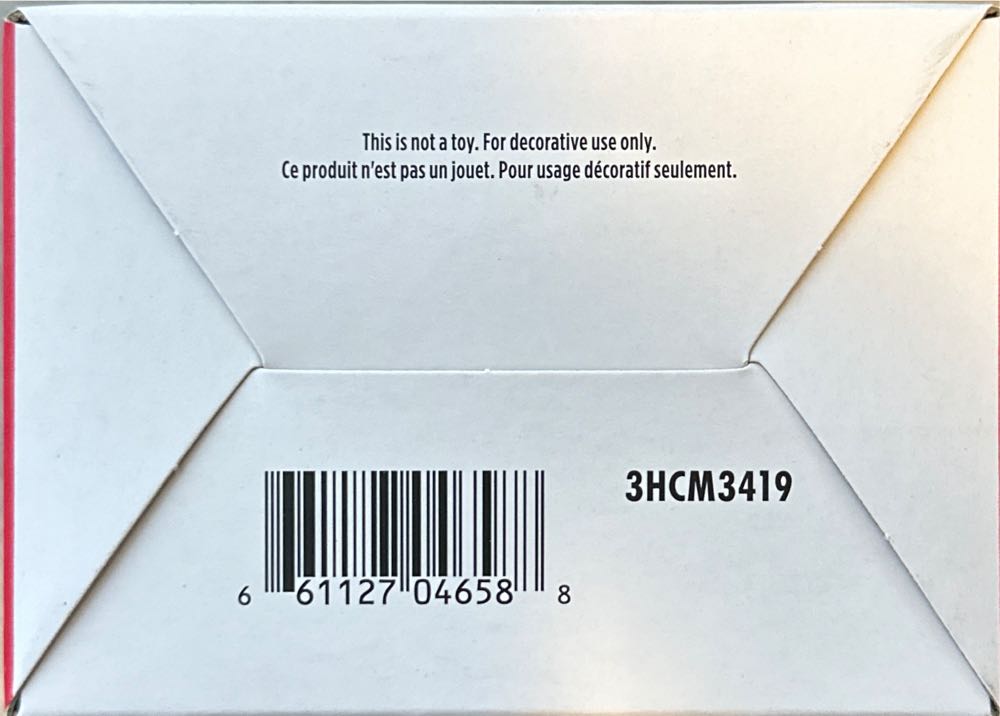 This is not a toy. For decorative use only.
Ce produit n'est pas un jouet. Pour usage décoratif seulement.
3HCM3419
6 61127 04658 8